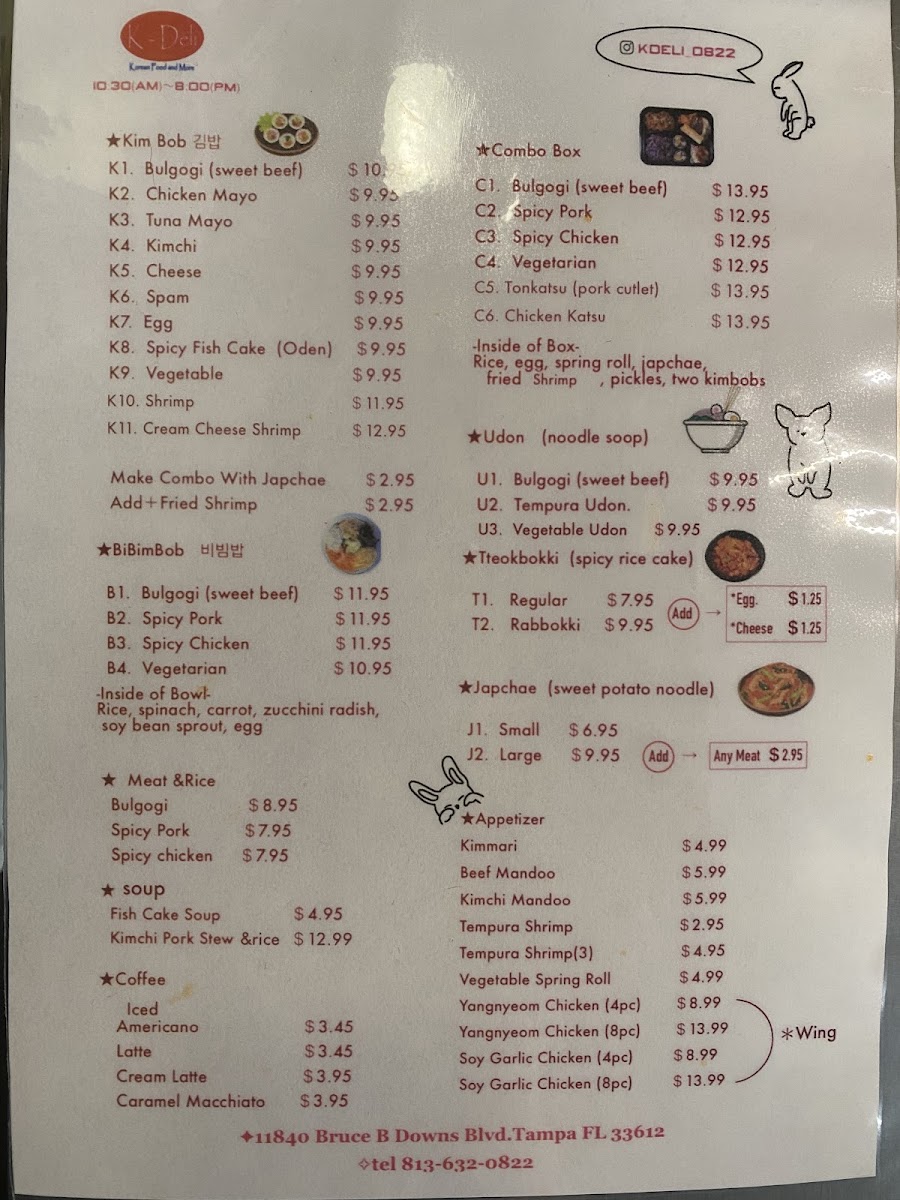 K-Deli
Korean Food and More
10:30(AM)~8:00(PM)
KDELI_0822
★Kim Bob 김밥
K1. Bulgogi (sweet beef) $10.
K2. Chicken Mayo $9.95
K3. Tuna Mayo $9.95
K4. Kimchi $9.95
K5. Cheese $9.95
K6. Spam $9.95
K7. Egg $9.95
K8. Spicy Fish Cake (Oden) $9.95
K9. Vegetable $9.95
K10. Shrimp $11.95
K11. Cream Cheese Shrimp $12.95
Make Combo With Japchae $2.95
Add+Fried Shrimp $2.95
★BiBimBob 비빔밥
B1. Bulgogi (sweet beef) $11.95
B2. Spicy Pork $11.95
B3. Spicy Chicken $11.95
B4. Vegetarian $10.95
-Inside of Bowl-
Rice, spinach, carrot, zucchini radish,
soy bean sprout, egg
★ Meat &Rice
Bulgogi $8.95
Spicy Pork $7.95
Spicy chicken $7.95
★ soup
Fish Cake Soup $4.95
Kimchi Pork Stew &rice $12.99
★Coffee
Iced
Americano $3.45
Latte $3.45
Cream Latte $3.95
Caramel Macchiato $3.95
★Combo Box
C1. Bulgogi (sweet beef) $13.95
C2. Spicy Pork $12.95
C3. Spicy Chicken $12.95
C4. Vegetarian $12.95
C5. Tonkatsu (pork cutlet) $13.95
C6. Chicken Katsu $13.95
-Inside of Box-
Rice, egg, spring roll, japchae,
fried Shrimp , pickles, two kimbobs
★Udon (noodle soop)
U1. Bulgogi (sweet beef) $9.95
U2. Tempura Udon. $9.95
U3. Vegetable Udon $9.95
★Tteokbokki (spicy rice cake)
T1. Regular $7.95
T2. Rabbokki $9.95
Add → *Egg. $1.25
*Cheese $1.25
★Japchae (sweet potato noodle)
J1. Small $6.95
J2. Large $9.95 Add → Any Meat $2.95
★Appetizer
Kimmari $4.99
Beef Mandoo $5.99
Kimchi Mandoo $5.99
Tempura Shrimp $2.95
Tempura Shrimp(3) $4.95
Vegetable Spring Roll $4.99
Yangnyeom Chicken (4pc) $8.99
Yangnyeom Chicken (8pc) $13.99
Soy Garlic Chicken (4pc) $8.99
Soy Garlic Chicken (8pc) $13.99
*Wing
✦11840 Bruce B Downs Blvd.Tampa FL 33612
✧tel 813-632-0822